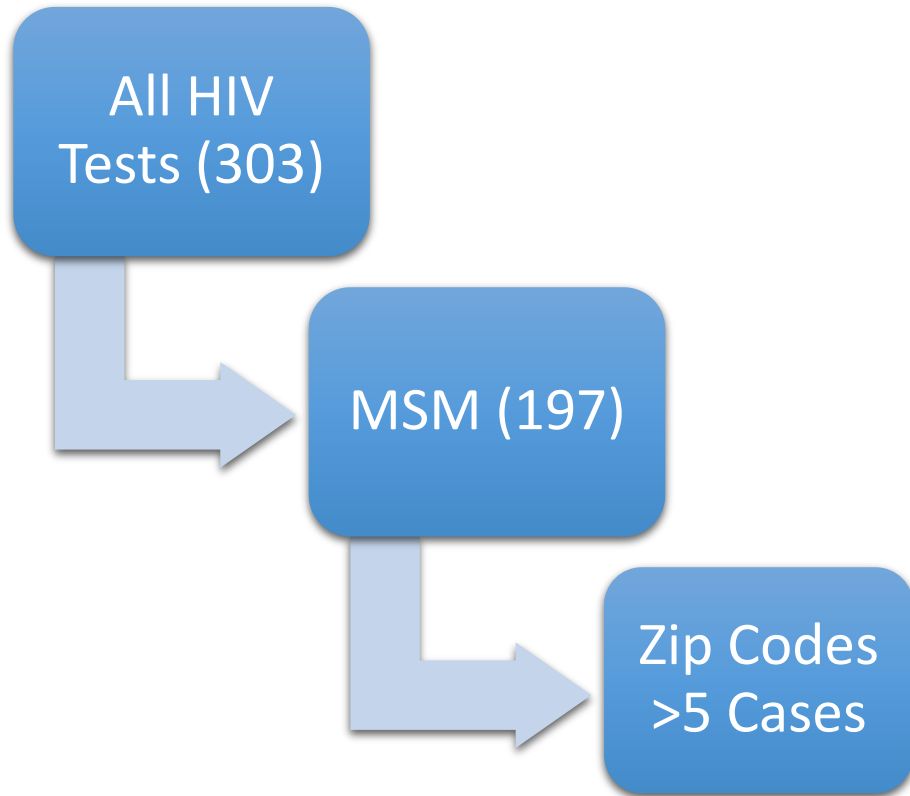 All HIV
Tests (303)
MSM (197)
Zip Codes
>5 Cases